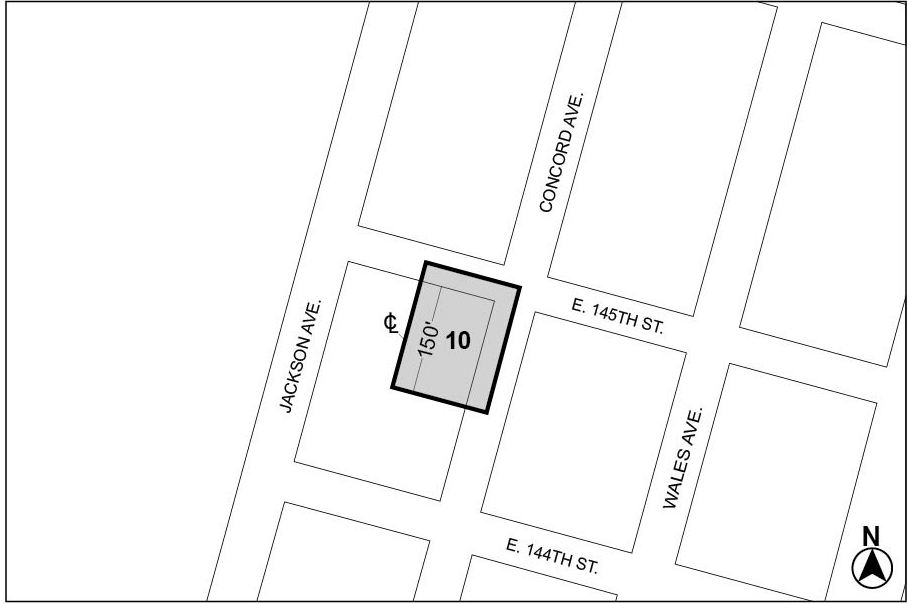 CONCORD AVE.
E. 145TH ST.
JACKSON AVE.
℄
150'
10
WALES AVE.
E. 144TH ST.
N